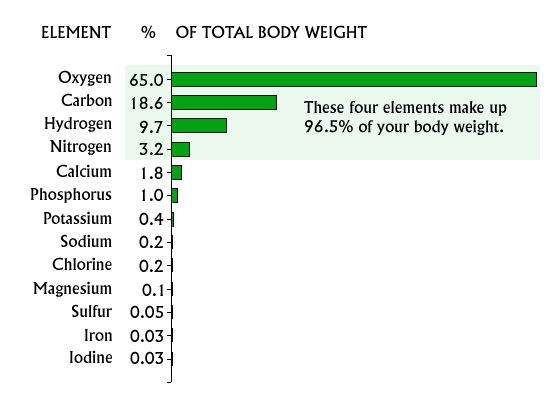 ELEMENT % OF TOTAL BODY WEIGHT
Oxygen 65.0
Carbon 18.6
These four elements make up
Hydrogen 9.7
96.5% of your body weight.
Nitrogen 3.2
Calcium 1.8
Phosphorus 1.0
Potassium 0.4
Sodium 0.2
Chlorine 0.2
Magnesium 0.1
Sulfur 0.05
Iron 0.03
Iodine 0.03